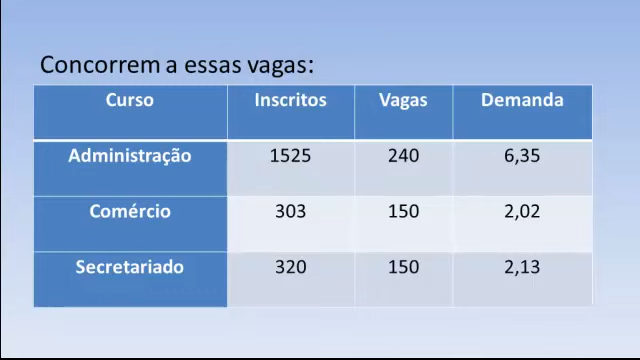 Concorrem a essas vagas:
Curso Inscritos Vagas Demanda
Administração 1525 240 6,35
Comércio 303 150 2,02
Secretariado 320 150 2,13